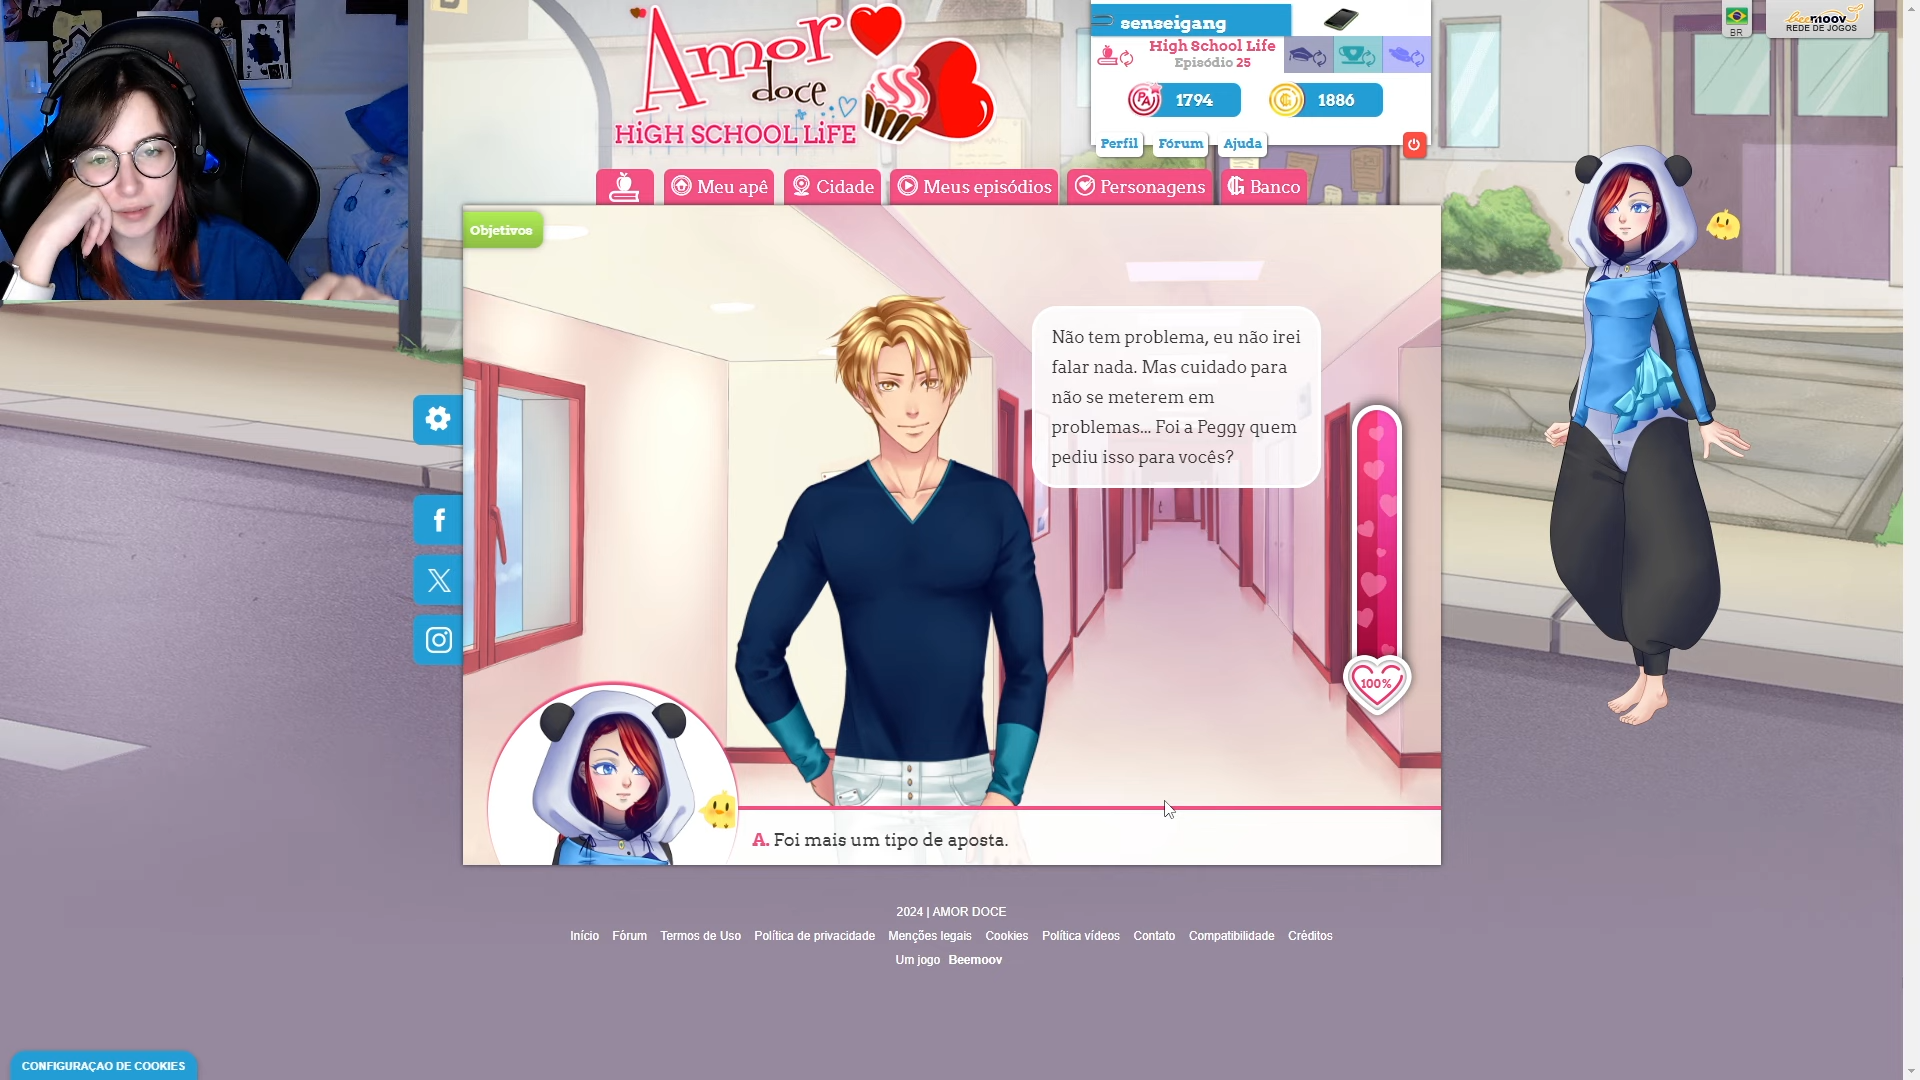 Amor
doce
HiGH SCHOOL LiFE
senseigang
High School Life
Episódio 25
PA
1794
1886
Perfil
Fórum
Ajuda
BR
beemoov
REDE DE JOGOS
Meu apê
Cidade
Meus episódios
Personagens
Banco
Objetivos
Não tem problema, eu não irei
falar nada. Mas cuidado para
não se meterem em
problemas... Foi a Peggy quem
pediu isso para vocês?
100%
A. Foi mais um tipo de aposta.
2024 | AMOR DOCE
Início Fórum Termos de Uso Política de privacidade Menções legais Cookies Política vídeos Contato Compatibilidade Créditos
Um jogo Beemoov
CONFIGURAÇAO DE COOKIES